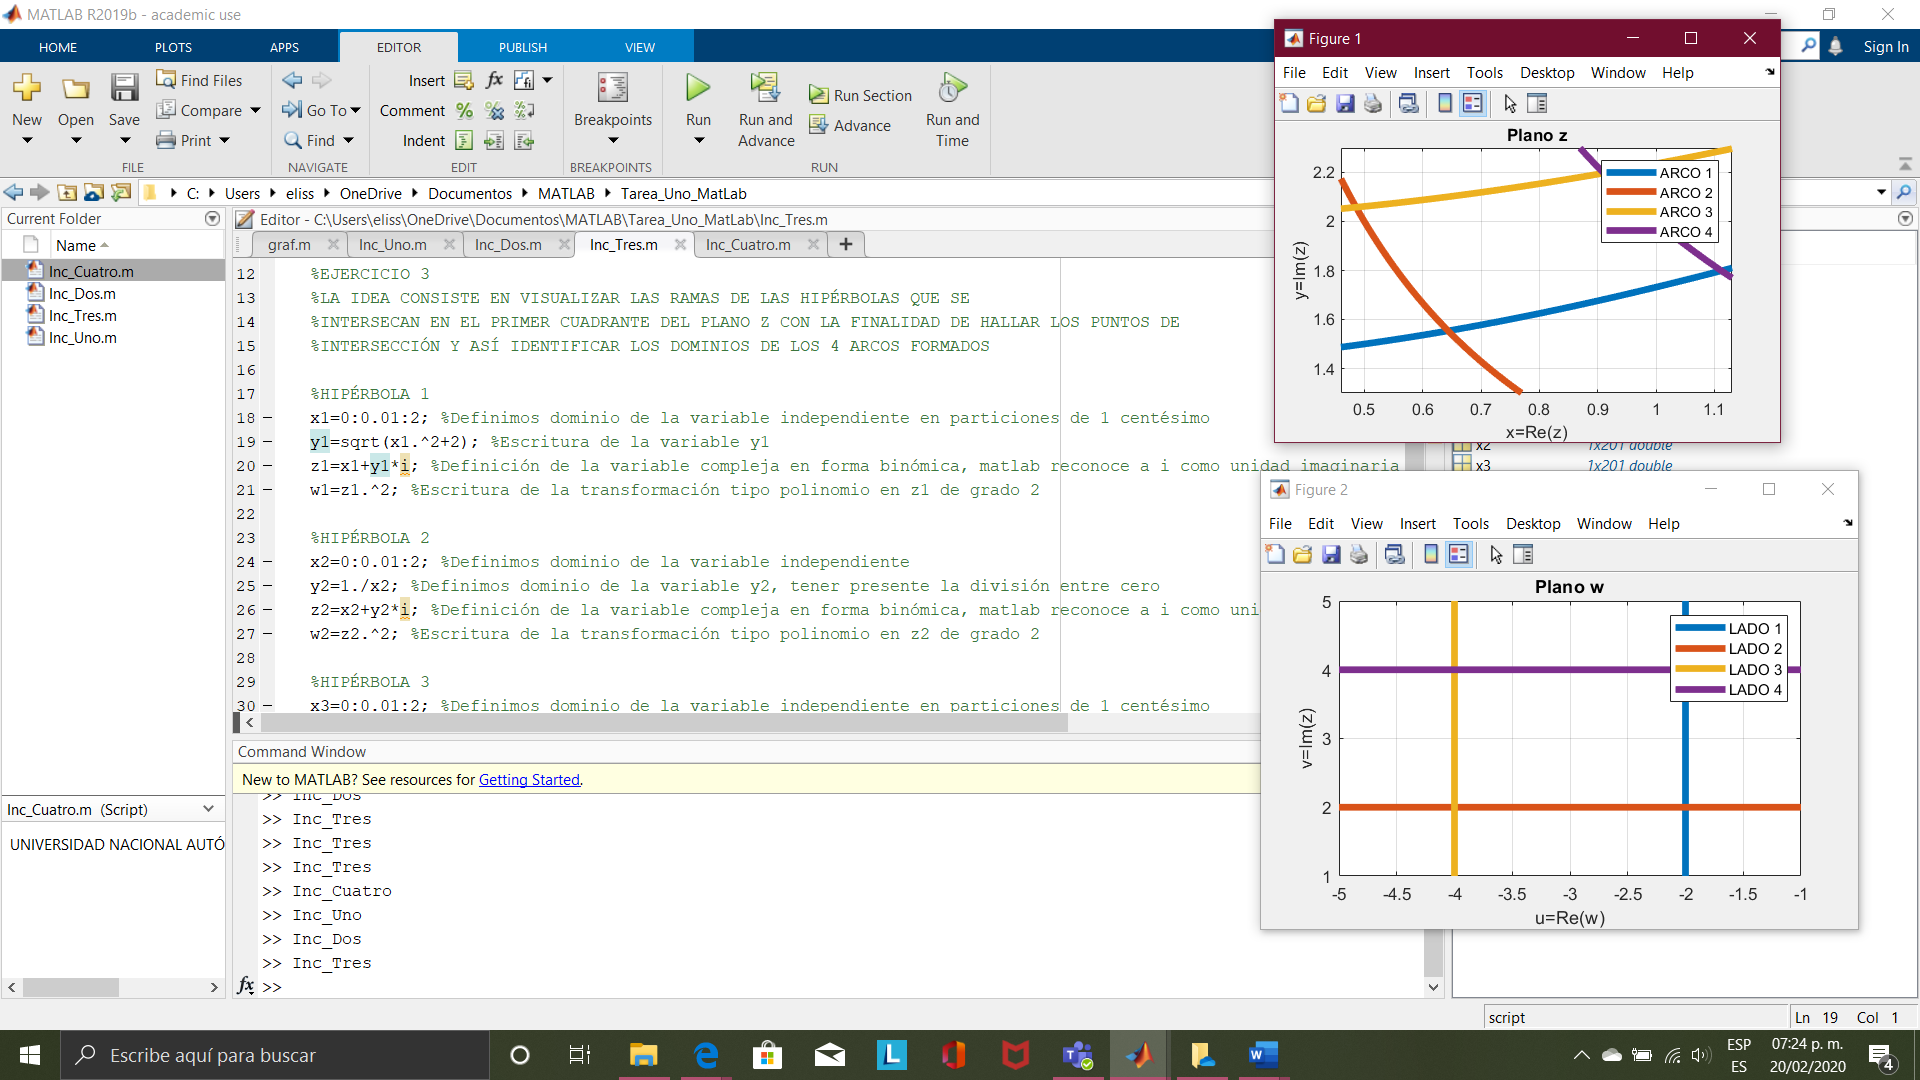 MATLAB R2019b - academic use
HOME PLOTS APPS EDITOR PUBLISH VIEW
Sign In
New
Open
Save
Find Files
Compare
Print
FILE
Go To
Find
NAVIGATE
Insert
Comment
Indent
EDIT
Breakpoints
BREAKPOINTS
Run
Run and
Advance
Run Section
Advance
Run and
Time
RUN
C: Users eliss OneDrive Documentos MATLAB Tarea_Uno_MatLab
Current Folder
Name
Inc_Cuatro.m
Inc_Dos.m
Inc_Tres.m
Inc_Uno.m
Inc_Cuatro.m (Script)
UNIVERSIDAD NACIONAL AUTÓ
Editor - C:\Users\eliss\OneDrive\Documentos\MATLAB\Tarea_Uno_MatLab\Inc_Tres.m
graf.m Inc_Uno.m Inc_Dos.m Inc_Tres.m Inc_Cuatro.m
12 %EJERCICIO 3
13 %LA IDEA CONSISTE EN VISUALIZAR LAS RAMAS DE LAS HIPÉRBOLAS QUE SE
14 %INTERSECAN EN EL PRIMER CUADRANTE DEL PLANO Z CON LA FINALIDAD DE HALLAR LOS PUNTOS DE
15 %INTERSECCIÓN Y ASÍ IDENTIFICAR LOS DOMINIOS DE LOS 4 ARCOS FORMADOS
16
17 %HIPÉRBOLA 1
18 – x1=0:0.01:2; %Definimos dominio de la variable independiente en particiones de 1 centésimo
19 – y1=sqrt(x1.^2+2); %Escritura de la variable y1
20 – z1=x1+y1*i; %Definición de la variable compleja en forma binómica, matlab reconoce a i como unidad imaginaria
21 – w1=z1.^2; %Escritura de la transformación tipo polinomio en z1 de grado 2
22
23 %HIPÉRBOLA 2
24 – x2=0:0.01:2; %Definimos dominio de la variable independiente
25 – y2=1./x2; %Definimos dominio de la variable y2, tener presente la división entre cero
26 – z2=x2+y2*i; %Definición de la variable compleja en forma binómica, matlab reconoce a i como uni
27 – w2=z2.^2; %Escritura de la transformación tipo polinomio en z2 de grado 2
28
29 %HIPÉRBOLA 3
30 – x3=0:0.01:2; %Definimos dominio de la variable independiente en particiones de 1 centésimo
Command Window
New to MATLAB? See resources for Getting Started.
>> Inc_Dos
>> Inc_Tres
>> Inc_Tres
>> Inc_Tres
>> Inc_Cuatro
>> Inc_Uno
>> Inc_Dos
>> Inc_Tres
fx >>
Figure 1
File Edit View Insert Tools Desktop Window Help
Plano z
ARCO 1
ARCO 2
ARCO 3
ARCO 4
2.2
2
1.8
1.6
1.4
y=Im(z)
0.5 0.6 0.7 0.8 0.9 1 1.1
x=Re(z)
x2 1x201 double
x3 1x201 double
Figure 2
File Edit View Insert Tools Desktop Window Help
Plano w
LADO 1
LADO 2
LADO 3
LADO 4
5
4
3
2
1
v=Im(z)
-5 -4.5 -4 -3.5 -3 -2.5 -2 -1.5 -1
u=Re(w)
script
Ln 19 Col 1
Escribe aquí para buscar
ESP
ES
07:24 p. m.
20/02/2020
4